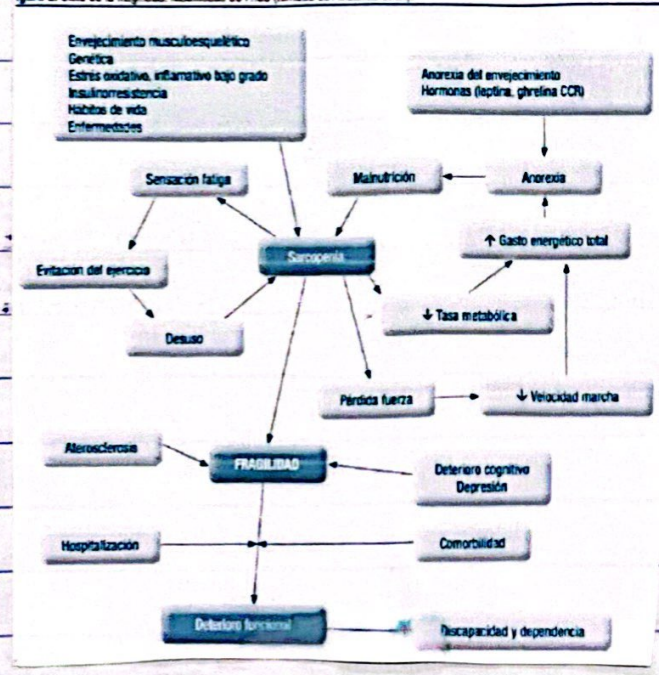 Envejecimiento musculoesquelético
Genética
Estrés oxidativo, inflamativo bajo grado
Insulinorresistencia
Hábitos de vida
Enfermedades
Anorexia del envejecimiento
Hormonas (leptina, ghrelina CCR)
Sensación fatiga
Malnutrición
Anorexia
Sarcopenia
↑ Gasto energético total
Evitación del ejercicio
↓ Tasa metabólica
Desuso
Pérdida fuerza
↓ Velocidad marcha
Aterosclerosis
FRAGILIDAD
Deterioro cognitivo
Depresión
Hospitalización
Comorbilidad
Deterioro funcional
Discapacidad y dependencia